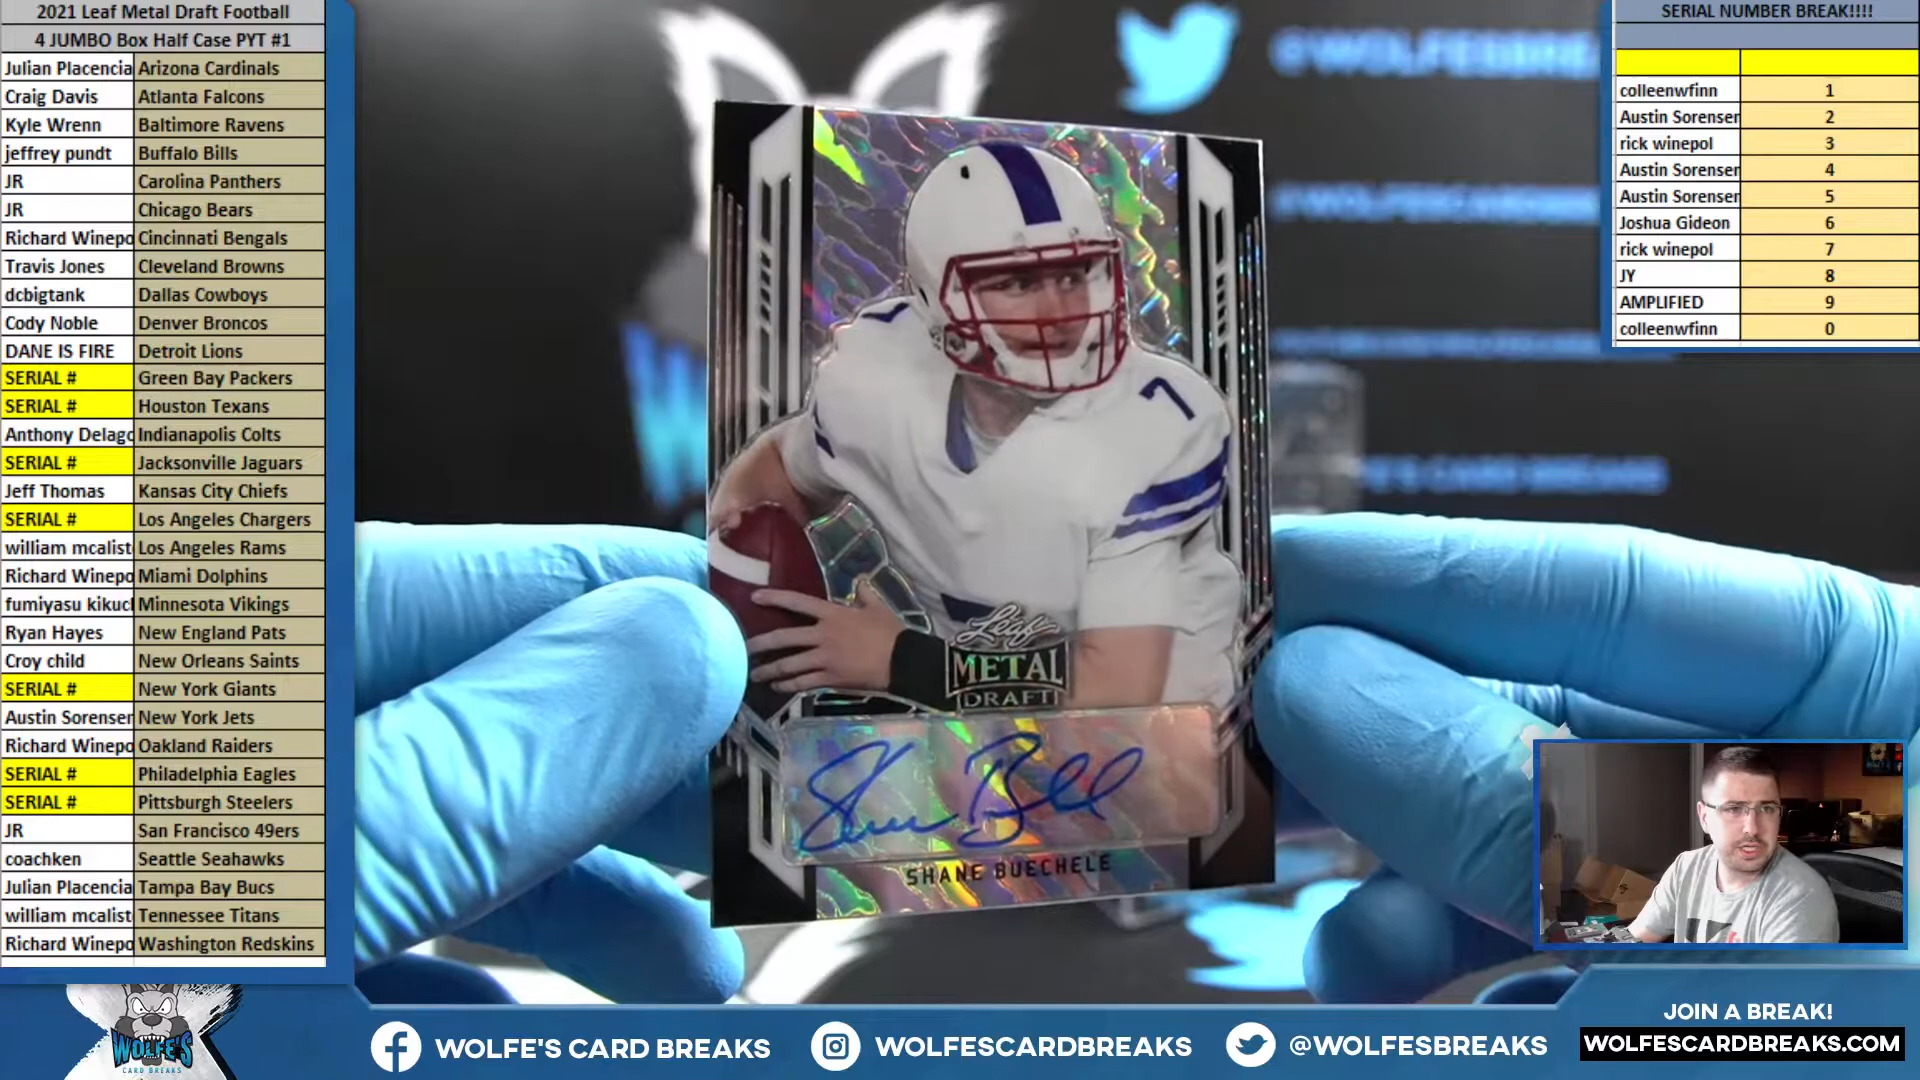 2021 Leaf Metal Draft Football
4 JUMBO Box Half Case PYT #1
Julian Placencia Arizona Cardinals
Craig Davis Atlanta Falcons
Kyle Wrenn Baltimore Ravens
jeffrey pundt Buffalo Bills
JR Carolina Panthers
JR Chicago Bears
Richard Winepo Cincinnati Bengals
Travis Jones Cleveland Browns
dcbigtank Dallas Cowboys
Cody Noble Denver Broncos
DANE IS FIRE Detroit Lions
SERIAL # Green Bay Packers
SERIAL # Houston Texans
Anthony Delago Indianapolis Colts
SERIAL # Jacksonville Jaguars
Jeff Thomas Kansas City Chiefs
SERIAL # Los Angeles Chargers
william mcalist Los Angeles Rams
Richard Winepo Miami Dolphins
fumiyasu kikucl Minnesota Vikings
Ryan Hayes New England Pats
Croy child New Orleans Saints
SERIAL # New York Giants
Austin Sorenser New York Jets
Richard Winepo Oakland Raiders
SERIAL # Philadelphia Eagles
SERIAL # Pittsburgh Steelers
JR San Francisco 49ers
coachken Seattle Seahawks
Julian Placencia Tampa Bay Bucs
william mcalist Tennessee Titans
Richard Winepo Washington Redskins
SERIAL NUMBER BREAK!!!!
colleenwfinn 1
Austin Sorenser 2
rick winepol 3
Austin Sorenser 4
Austin Sorenser 5
Joshua Gideon 6
rick winepol 7
JY 8
AMPLIFIED 9
colleenwfinn 0
@WOLFESBREA
'S CARD BREAKS
7
Leaf
METAL
DRAFT
SHANE BUECHELE
WOLFE'S
CARD BREAKS
WOLFE'S CARD BREAKS
WOLFESCARDBREAKS
@WOLFESBREAKS
JOIN A BREAK!
WOLFESCARDBREAKS.COM